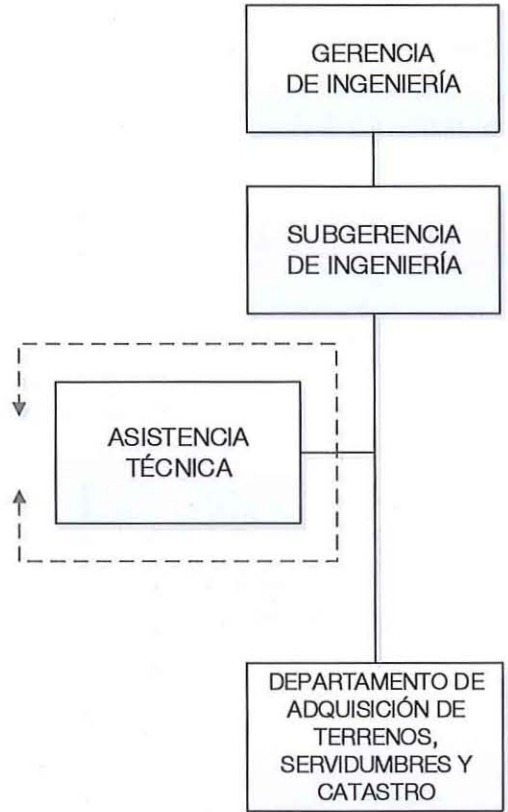 GERENCIA
DE INGENIERÍA
SUBGERENCIA
DE INGENIERÍA
ASISTENCIA
TÉCNICA
DEPARTAMENTO DE
ADQUISICIÓN DE
TERRENOS,
SERVIDUMBRES Y
CATASTRO